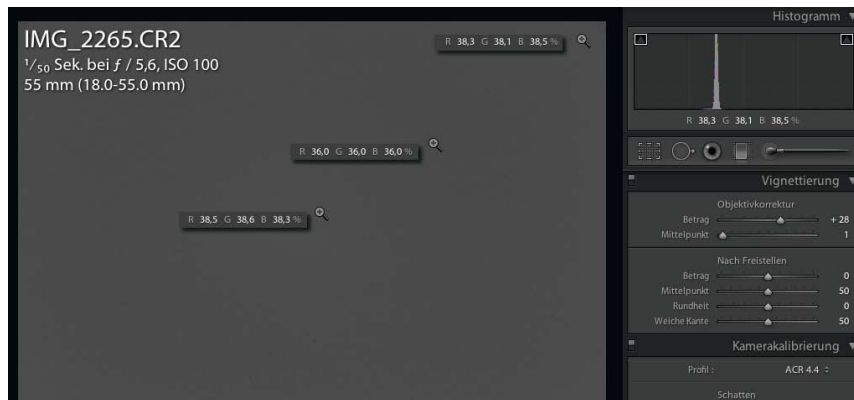 IMG_2265.CR2
1/50 Sek. bei ƒ / 5,6, ISO 100
55 mm (18.0-55.0 mm)
R 38,3 G 38,1 B 38,5 %
R 36,0 G 36,0 B 36,0 %
R 38,5 G 38,6 B 38,3 %
Histogramm
R 38,3 G 38,1 B 38,5 %
Vignettierung
Objektivkorrektur
Betrag + 28
Mittelpunkt 1
Nach Freistellen
Betrag 0
Mittelpunkt 50
Rundheit 0
Weiche Kante 50
Kamerakalibrierung
Profil : ACR 4.4
Schatten